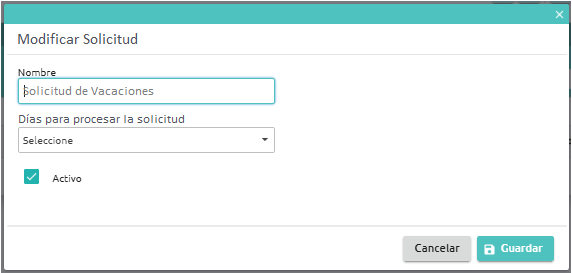 Modificar Solicitud
Nombre
Solicitud de Vacaciones
Días para procesar la solicitud
Seleccione
Activo
Cancelar
Guardar